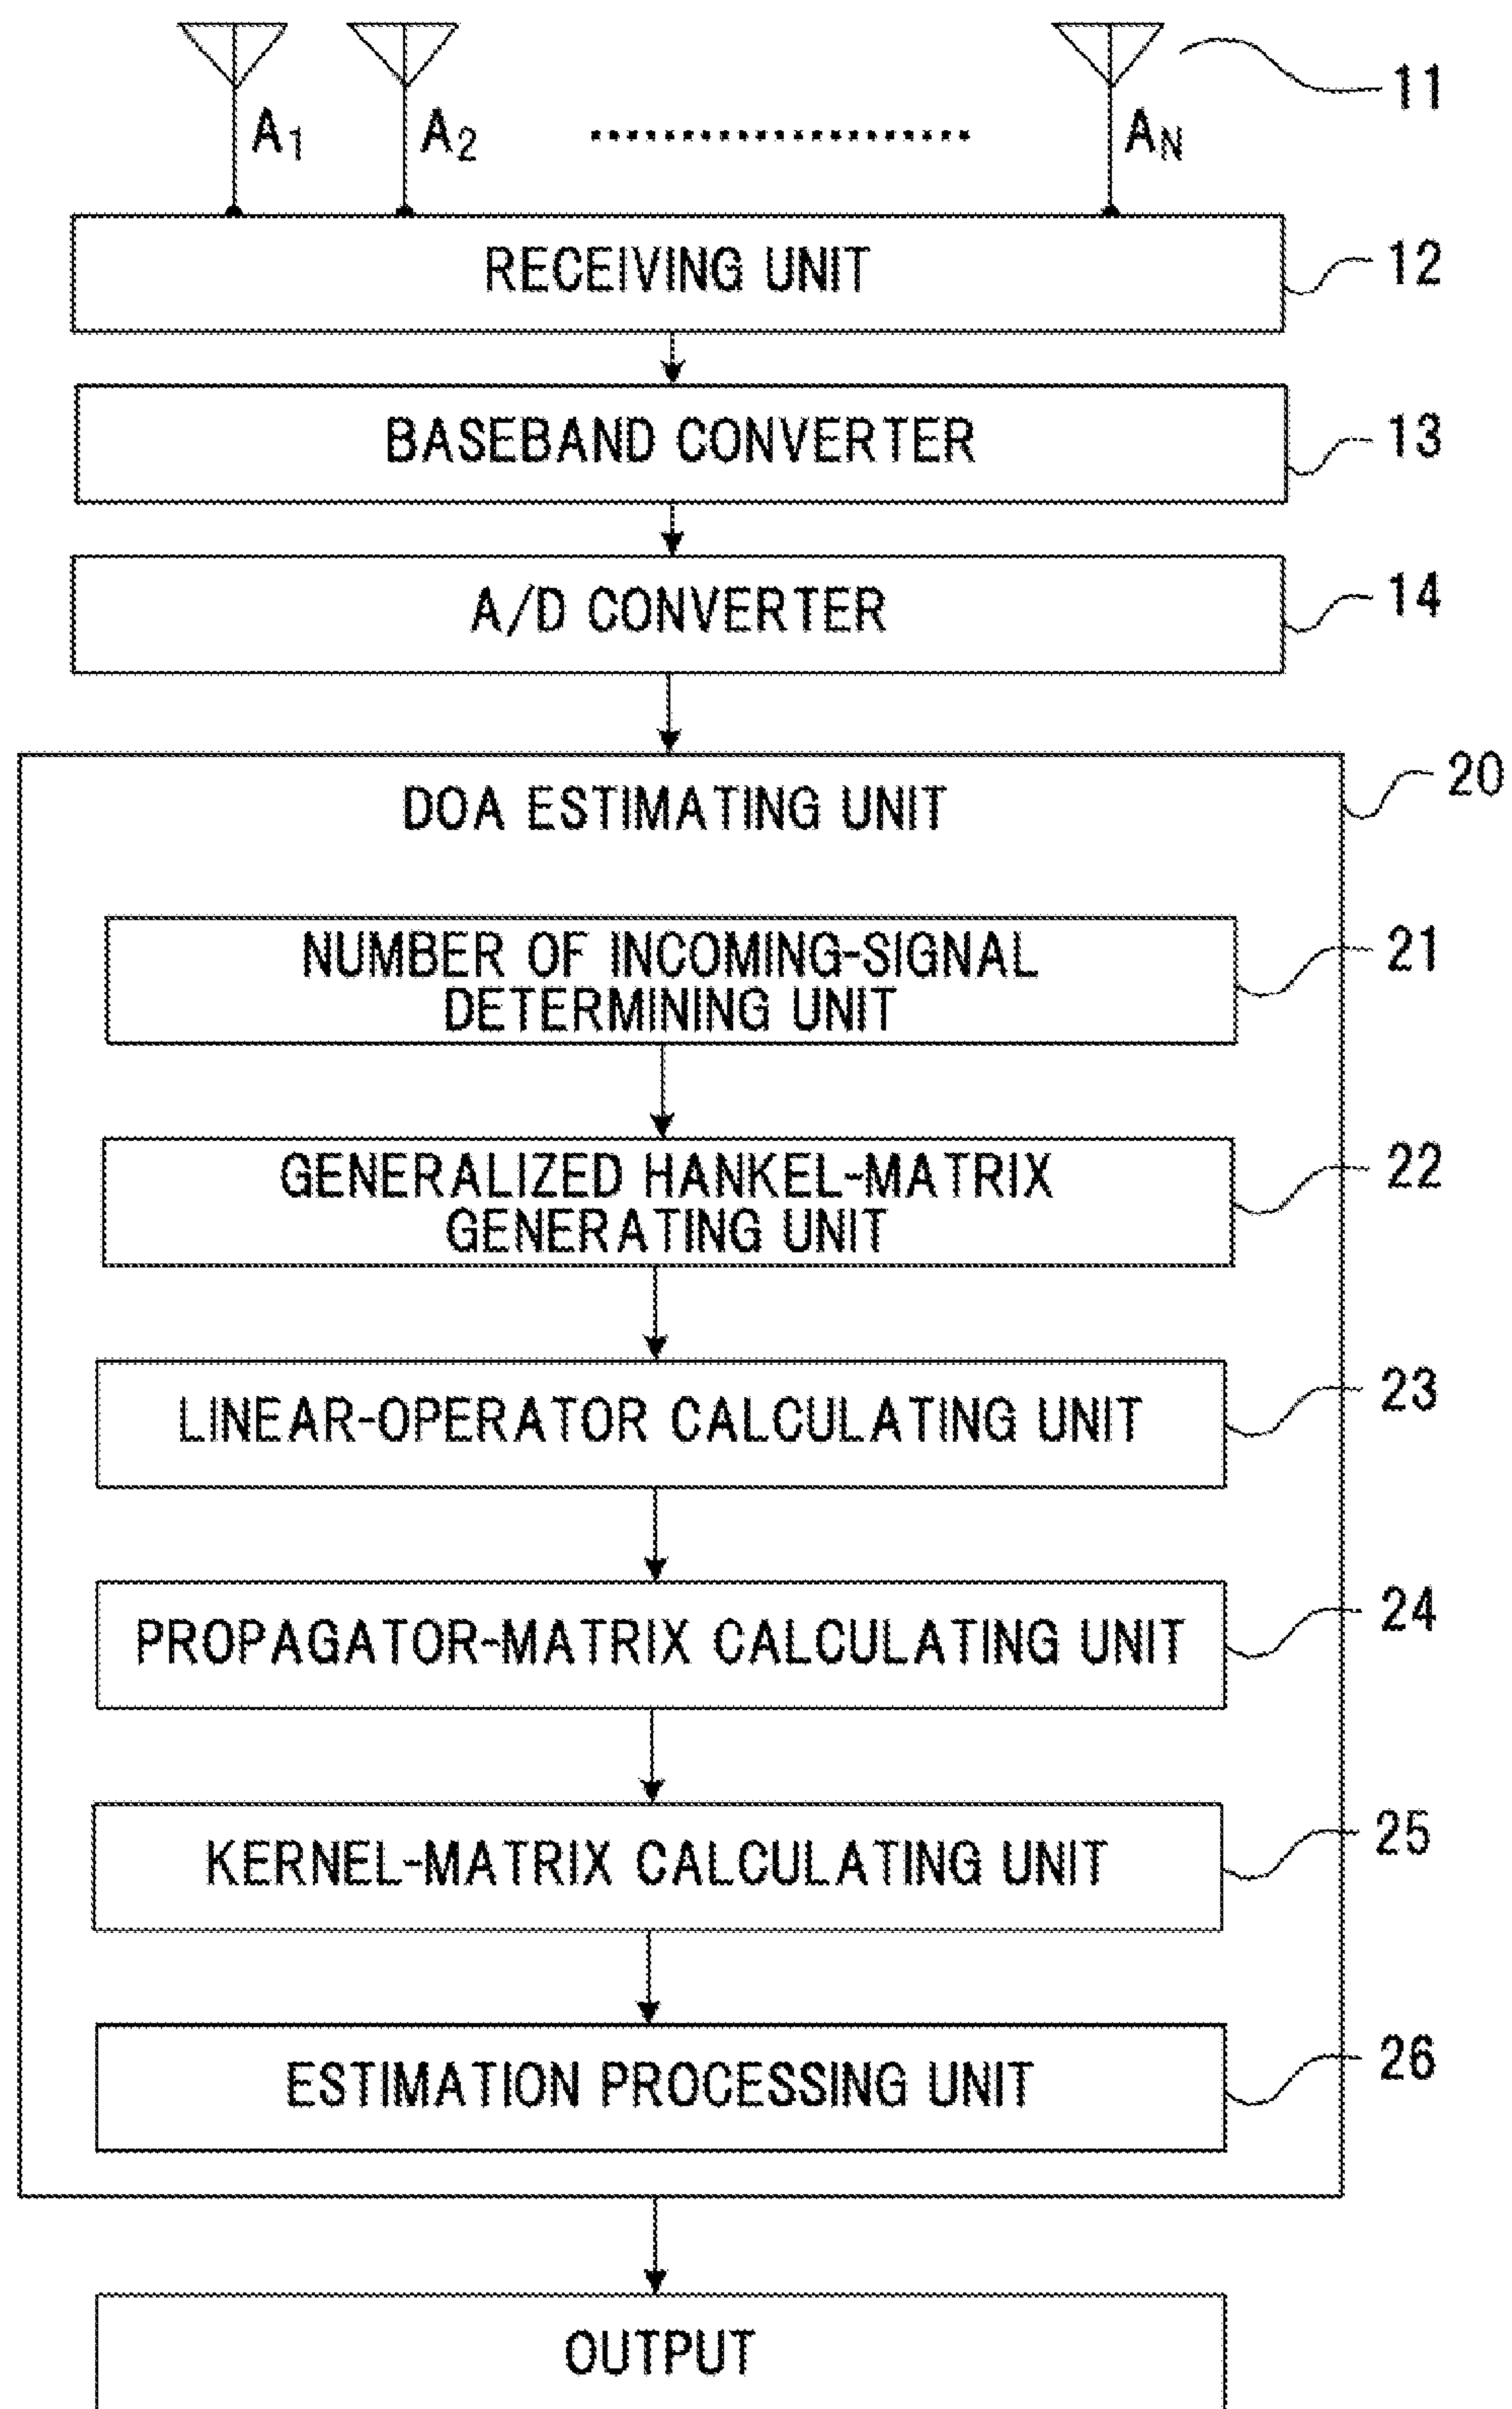 A1 A2 AN 11
RECEIVING UNIT 12
BASEBAND CONVERTER 13
A/D CONVERTER 14
DOA ESTIMATING UNIT 20
NUMBER OF INCOMING-SIGNAL 21
DETERMINING UNIT
GENERALIZED HANKEL-MATRIX 22
GENERATING UNIT
LINEAR-OPERATOR CALCULATING UNIT 23
PROPAGATOR-MATRIX CALCULATING UNIT 24
KERNEL-MATRIX CALCULATING UNIT 25
ESTIMATION PROCESSING UNIT 26
OUTPUT